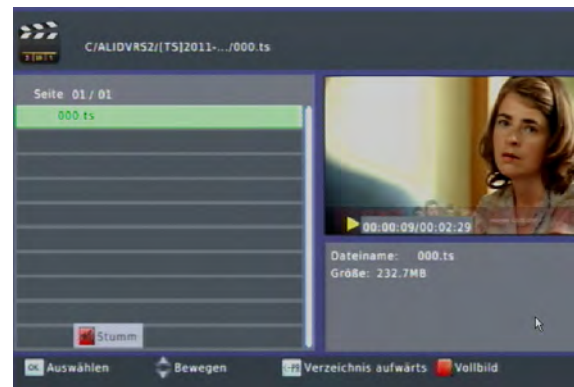 C/ALIDVRS2/[TS]2011-.../000.ts
Seite 01/01
000.ts
00:00:09/00:02:29
Dateiname: 000.ts
Größe: 232.7MB
Stumm
OK Auswählen Bewegen Verzeichnis aufwärts Vollbild